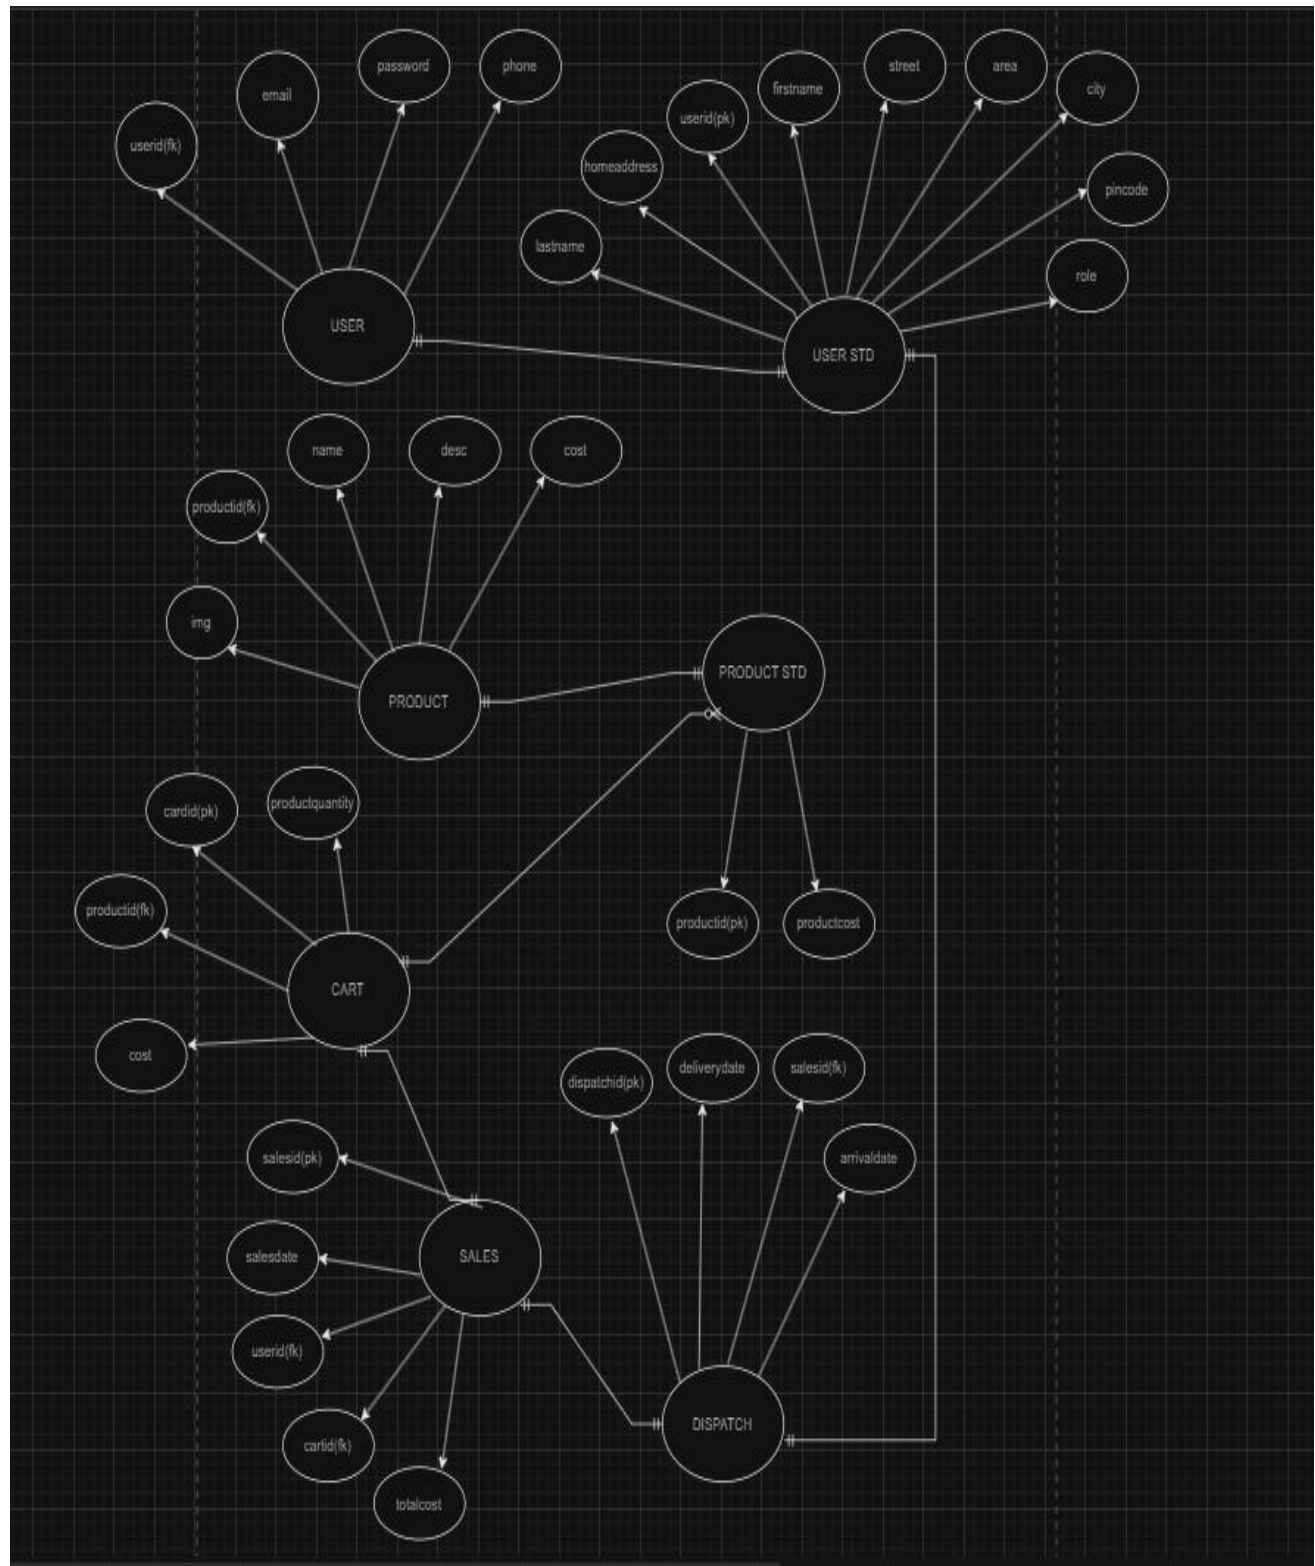 password
phone
street
area
email
firstname
city
userid(pk)
userid(fk)
homeaddress
pincode
lastname
role
USER
USER STD
name
desc
cost
productid(fk)
img
PRODUCT STD
PRODUCT
cardid(pk)
productquantity
productid(fk)
productid(pk)
productcost
CART
cost
dispatchid(pk)
deliverydate
salesid(fk)
salesid(pk)
arrivaldate
salesdate
SALES
userid(fk)
DISPATCH
cartid(fk)
totalcost